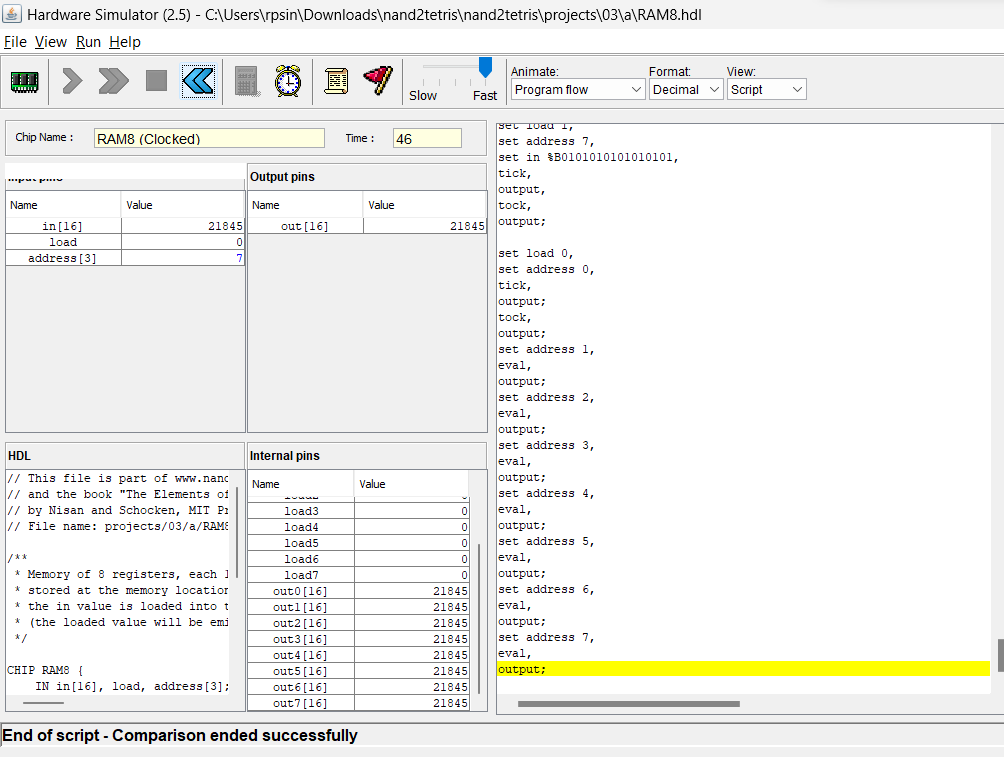 Hardware Simulator (2.5) - C:\Users\rpsin\Downloads\nand2tetris\nand2tetris\projects\03\a\RAM8.hdl
File View Run Help
Slow Fast
Animate: Format: View:
Program flow Decimal Script
Chip Name : RAM8 (Clocked) Time : 46
Input pins
Name Value
in[16] 21845
load 0
address[3] 7
Output pins
Name Value
out[16] 21845
HDL
// This file is part of www.nand
// and the book "The Elements of
// by Nisan and Schocken, MIT Pr
// File name: projects/03/a/RAM8
/**
* Memory of 8 registers, each 1
* stored at the memory location
* the in value is loaded into t
* (the loaded value will be emi
*/
CHIP RAM8 {
IN in[16], load, address[3];
Internal pins
Name Value
load2 0
load3 0
load4 0
load5 0
load6 0
load7 0
out0[16] 21845
out1[16] 21845
out2[16] 21845
out3[16] 21845
out4[16] 21845
out5[16] 21845
out6[16] 21845
out7[16] 21845
set load 1,
set address 7,
set in %B0101010101010101,
tick,
output,
tock,
output;
set load 0,
set address 0,
tick,
output;
tock,
output;
set address 1,
eval,
output;
set address 2,
eval,
output;
set address 3,
eval,
output;
set address 4,
eval,
output;
set address 5,
eval,
output;
set address 6,
eval,
output;
set address 7,
eval,
output;
End of script - Comparison ended successfully